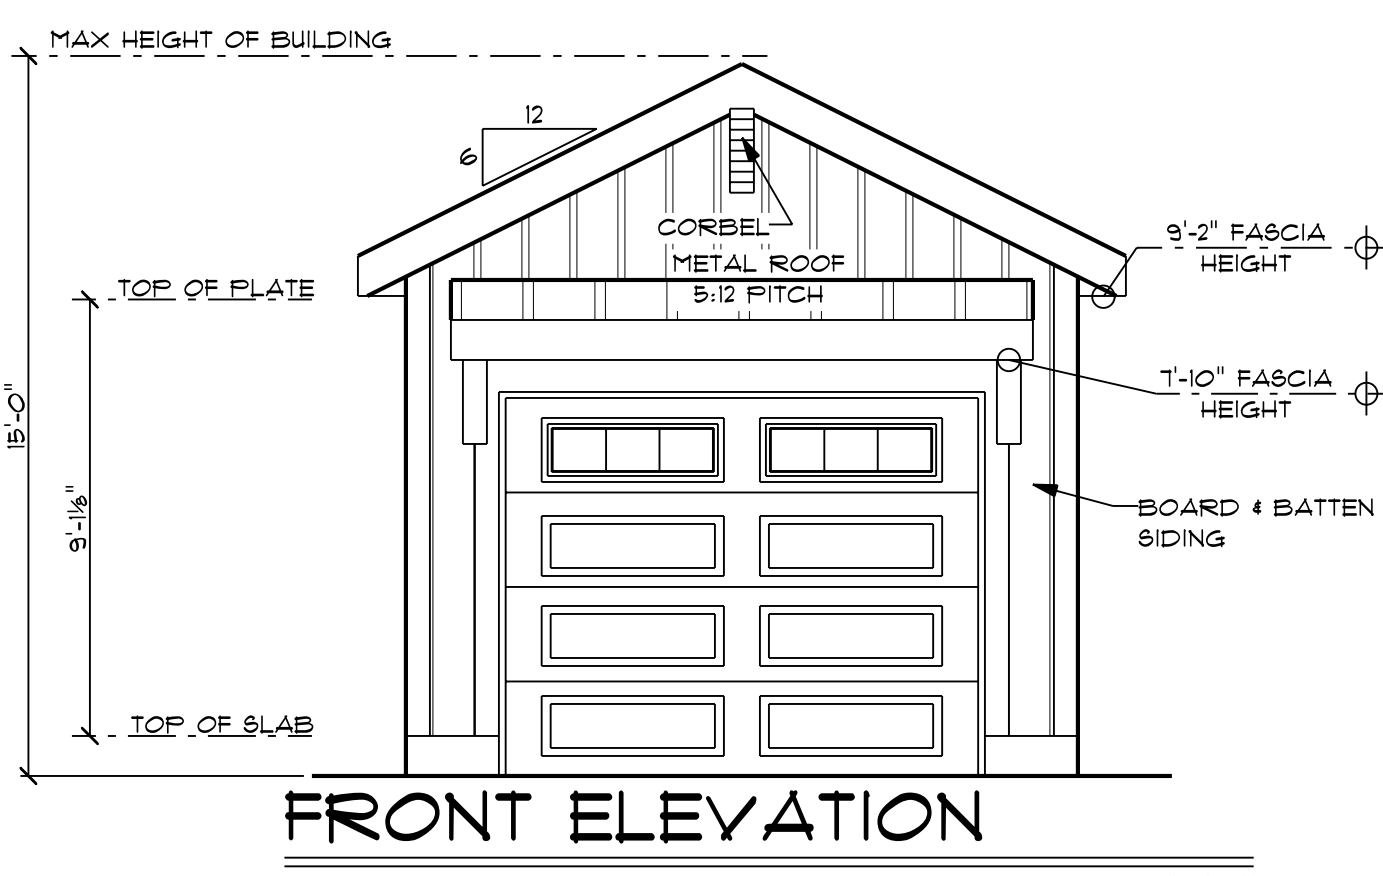 MAX HEIGHT OF BUILDING
12
6
CORBEL
9'-2" FASCIA
HEIGHT
METAL ROOF
5:12 PITCH
TOP OF PLATE
7'-10" FASCIA
HEIGHT
15'-0"
9'-1⅛"
BOARD & BATTEN
SIDING
TOP OF SLAB
FRONT ELEVATION